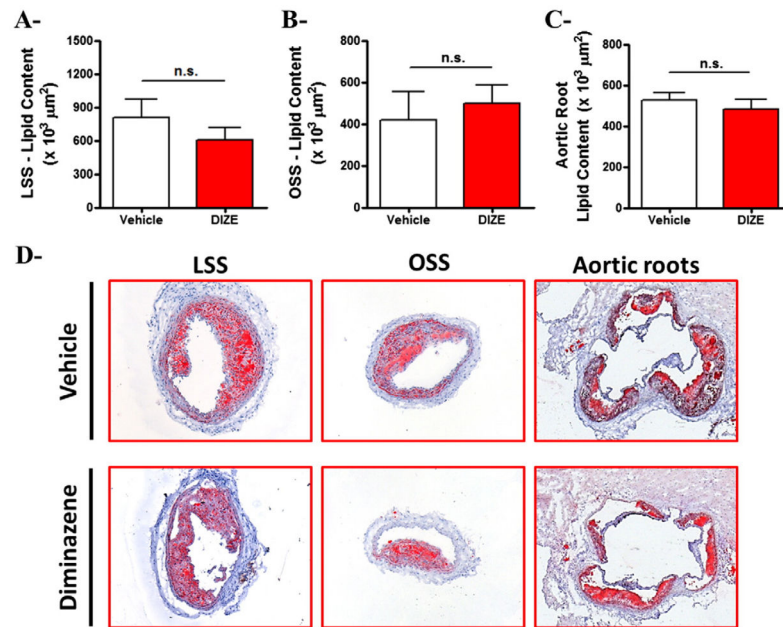 A-
LSS - Lipid Content
(x 10³ μm²)
1500
1200
900
600
300
0
n.s.
Vehicle
DIZE
B-
OSS - Lipid Content
(x 10³ μm²)
800
600
400
200
0
n.s.
Vehicle
DIZE
C-
Aortic Root
Lipid Content (x 10³ μm²)
800
600
400
200
0
n.s.
Vehicle
DIZE
D-
LSS
OSS
Aortic roots
Vehicle
Diminazene